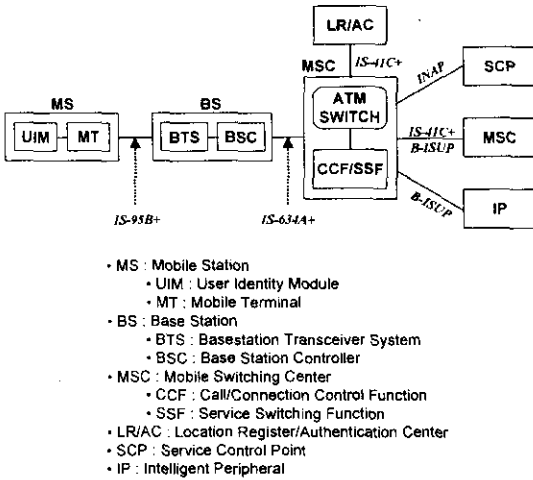 LR/AC
MSC
IS-41C+
INAP
SCP
MS
BS
ATM
SWITCH
UIM
MT
BTS
BSC
IS-41C+
B-ISUP
MSC
CCF/SSF
B-ISUP
IP
IS-95B+
IS-634A+
• MS : Mobile Station
• UIM : User Identity Module
• MT : Mobile Terminal
• BS : Base Station
• BTS : Basestation Transceiver System
• BSC : Base Station Controller
• MSC : Mobile Switching Center
• CCF : Call/Connection Control Function
• SSF : Service Switching Function
• LR/AC : Location Register/Authentication Center
• SCP : Service Control Point
• IP : Intelligent Peripheral